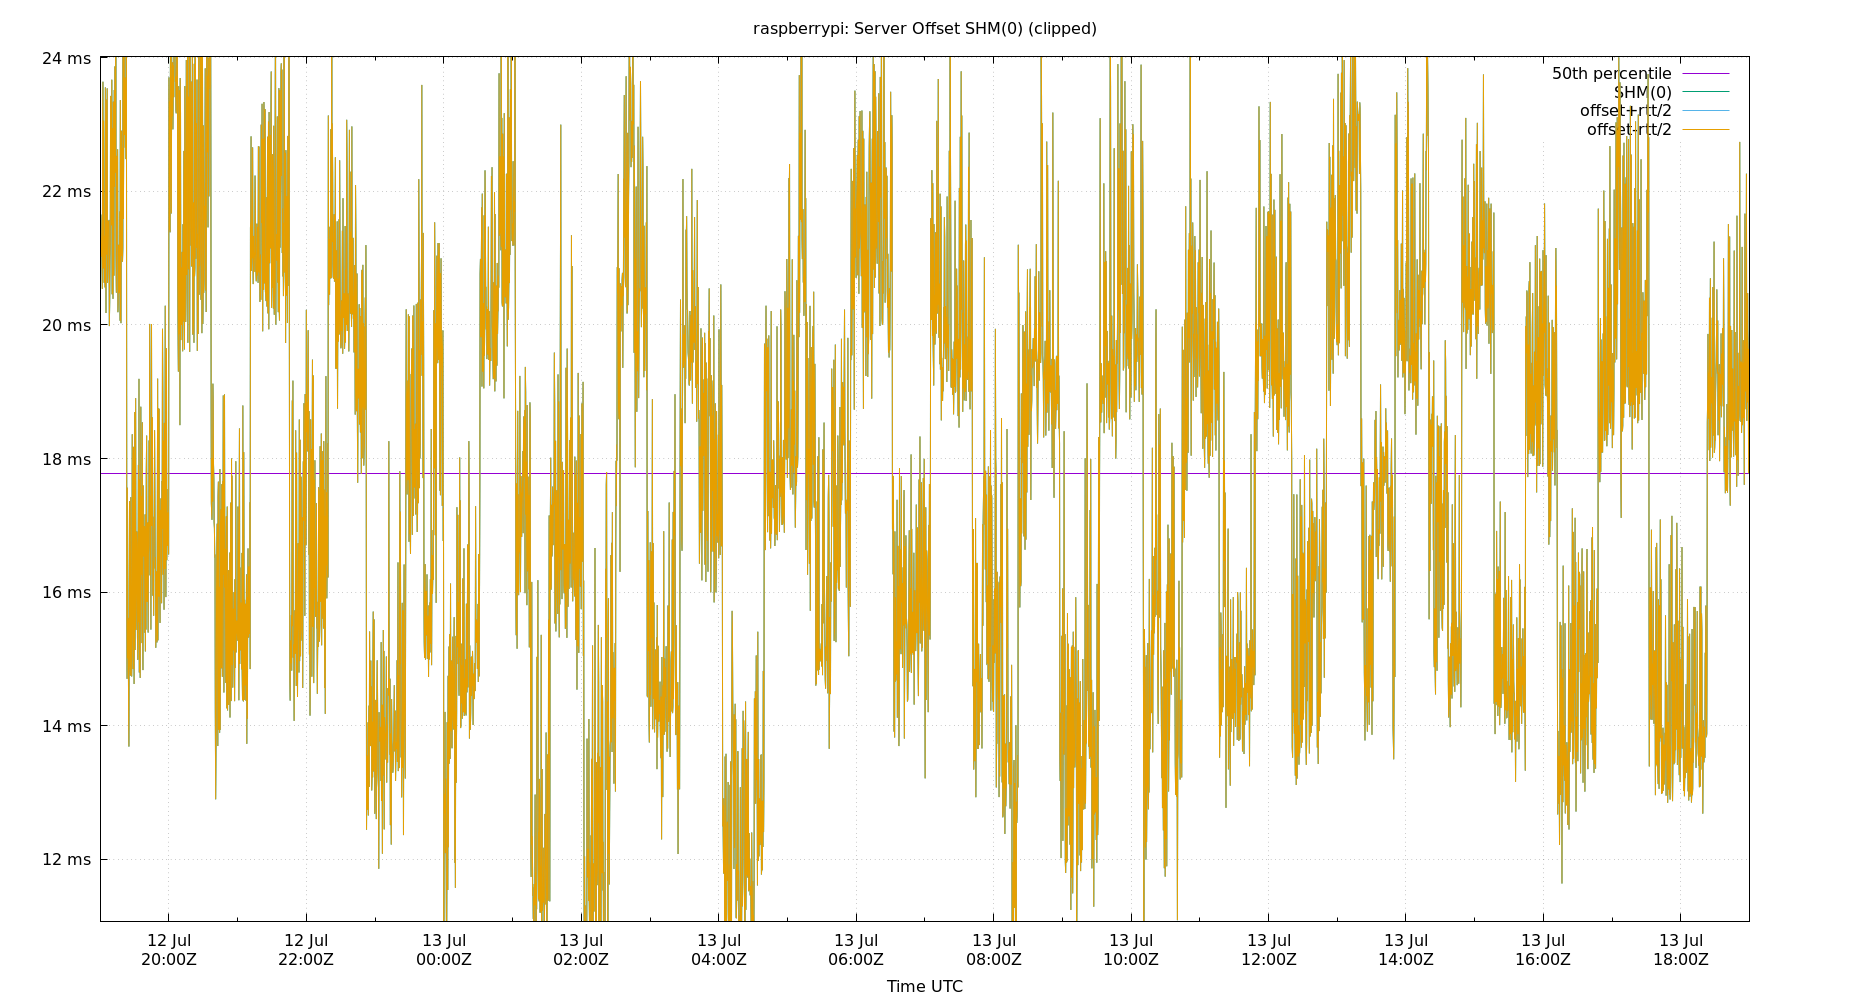 raspberrypi: Server Offset SHM(0) (clipped)
24 ms
22 ms
20 ms
18 ms
16 ms
14 ms
12 ms
50th percentile
SHM(0)
offset+rtt/2
offset-rtt/2
12 Jul
20:00Z
12 Jul
22:00Z
13 Jul
00:00Z
13 Jul
02:00Z
13 Jul
04:00Z
13 Jul
06:00Z
13 Jul
08:00Z
13 Jul
10:00Z
13 Jul
12:00Z
13 Jul
14:00Z
13 Jul
16:00Z
13 Jul
18:00Z
Time UTC